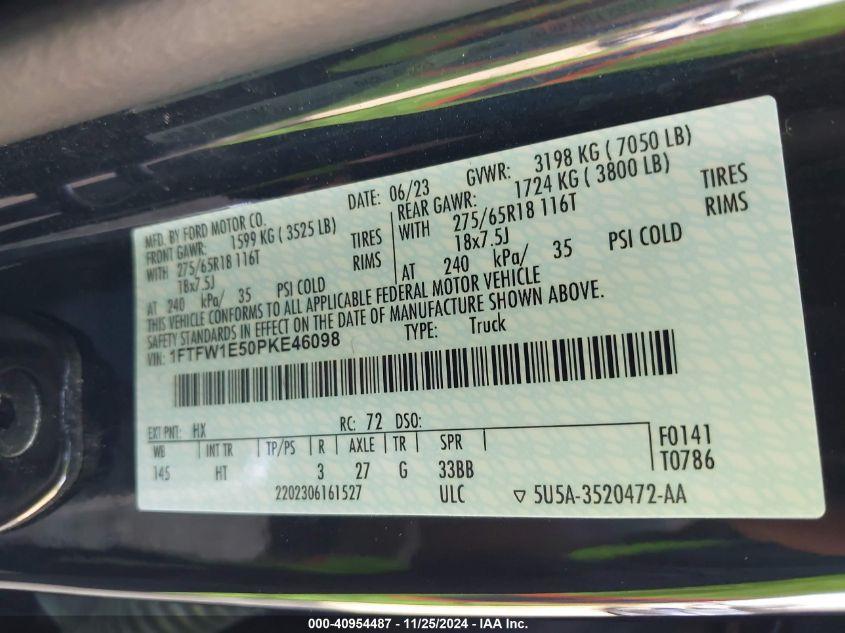 MFD. BY FORD MOTOR CO.
DATE: 06/23
GVWR: 3198 KG ( 7050 LB)
FRONT GAWR: 1599 KG ( 3525 LB)
WITH 275/65R18 116T TIRES
18x7.5J RIMS
AT 240 kPa/ 35 PSI COLD
REAR GAWR: 1724 KG ( 3800 LB)
WITH 275/65R18 116T TIRES
18x7.5J RIMS
AT 240 kPa/ 35 PSI COLD
THIS VEHICLE CONFORMS TO ALL APPLICABLE FEDERAL MOTOR VEHICLE
SAFETY STANDARDS IN EFFECT ON THE DATE OF MANUFACTURE SHOWN ABOVE.
VIN: 1FTFW1E50PKE46098
TYPE: Truck
EXT PNT: HX RC: 72 DSO:
WB INT TR TP/PS R AXLE TR SPR
145 HT 3 27 G 33BB
F0141
T0786
2202306161527 ULC ▽ 5U5A-3520472-AA
000-40954487 - 11/25/2024 - IAA Inc.